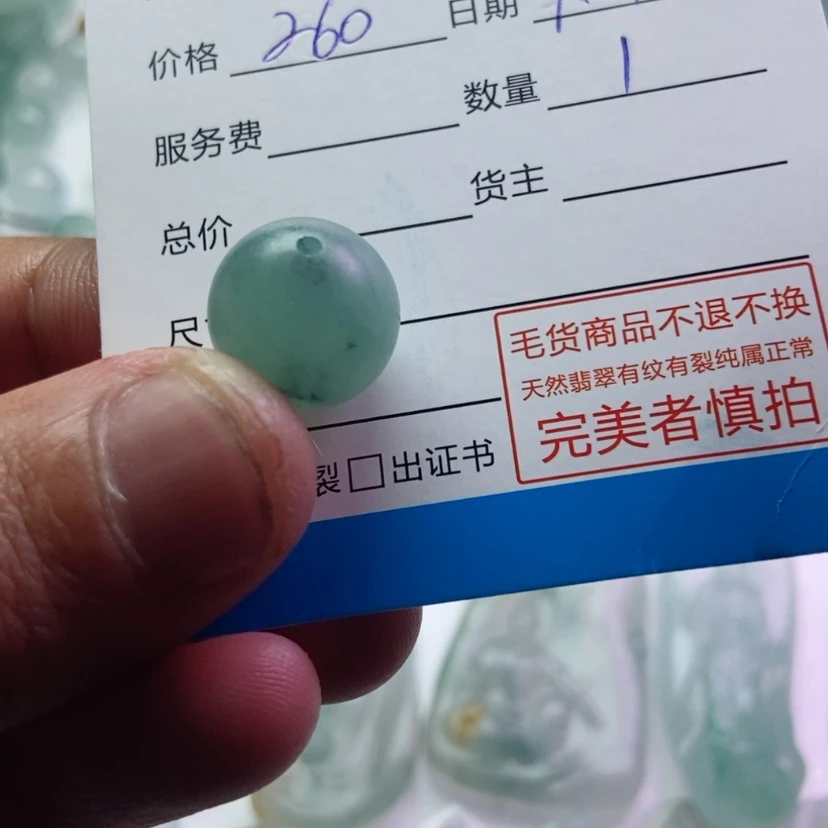 价格 260 日期
服务费 数量 1
总价 货主
尺
裂 □ 出证书
毛货商品不退不换
天然翡翠有纹有裂纯属正常
完美者慎拍